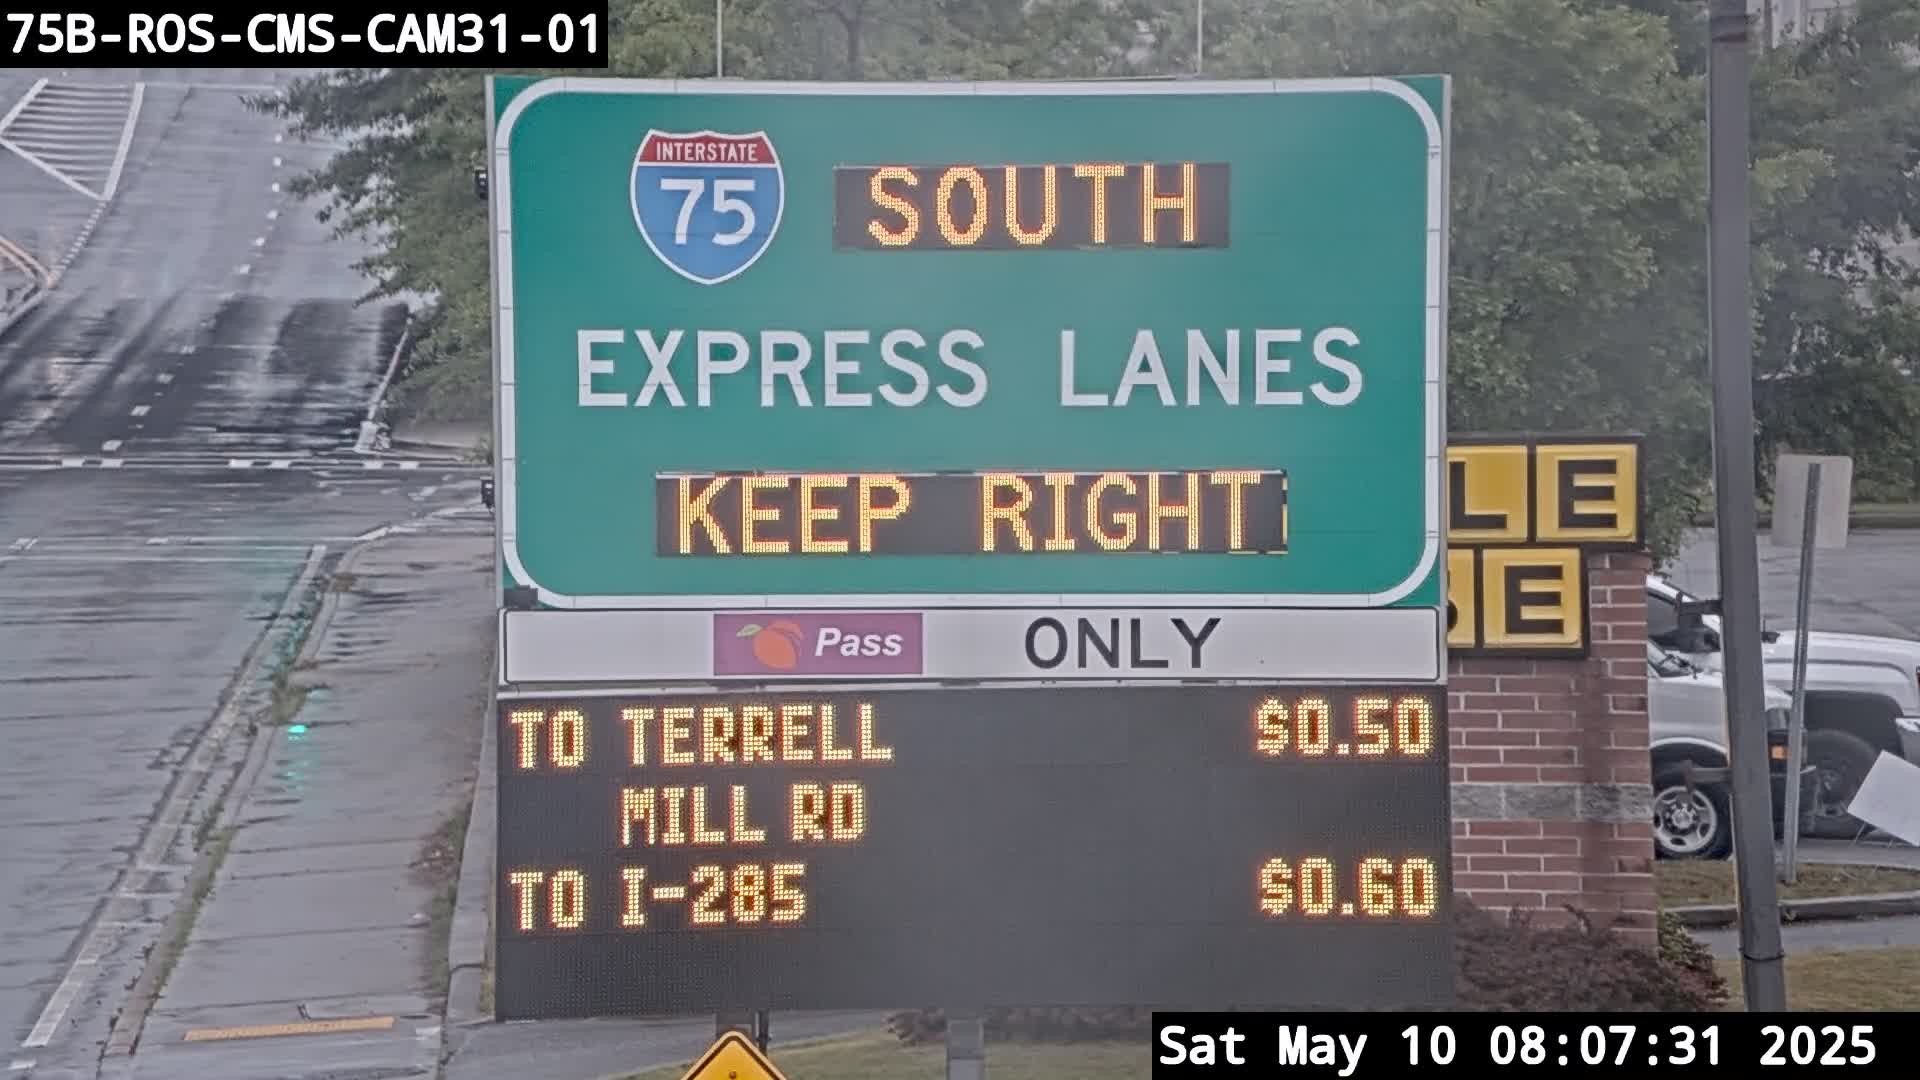 75B-ROS-CMS-CAM31-01
INTERSTATE
75
SOUTH
EXPRESS LANES
KEEP RIGHT
Pass ONLY
TO TERRELL $0.50
MILL RD
TO I-285 $0.60
LE
E
Sat May 10 08:07:31 2025